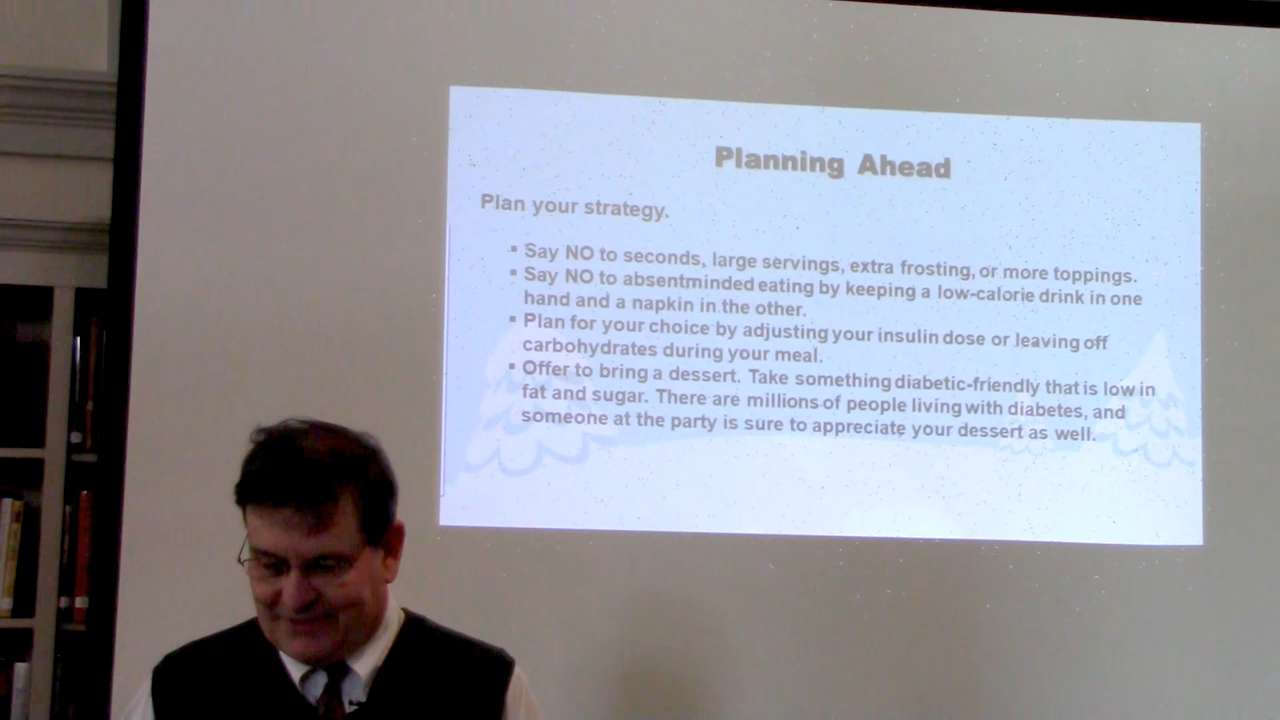 Planning Ahead
Plan your strategy.
▪ Say NO to seconds, large servings, extra frosting, or more toppings.
▪ Say NO to absentminded eating by keeping a low-calorie drink in one
hand and a napkin in the other.
▪ Plan for your choice by adjusting your insulin dose or leaving off
carbohydrates during your meal.
▪ Offer to bring a dessert. Take something diabetic-friendly that is low in
fat and sugar. There are millions of people living with diabetes, and
someone at the party is sure to appreciate your dessert as well.